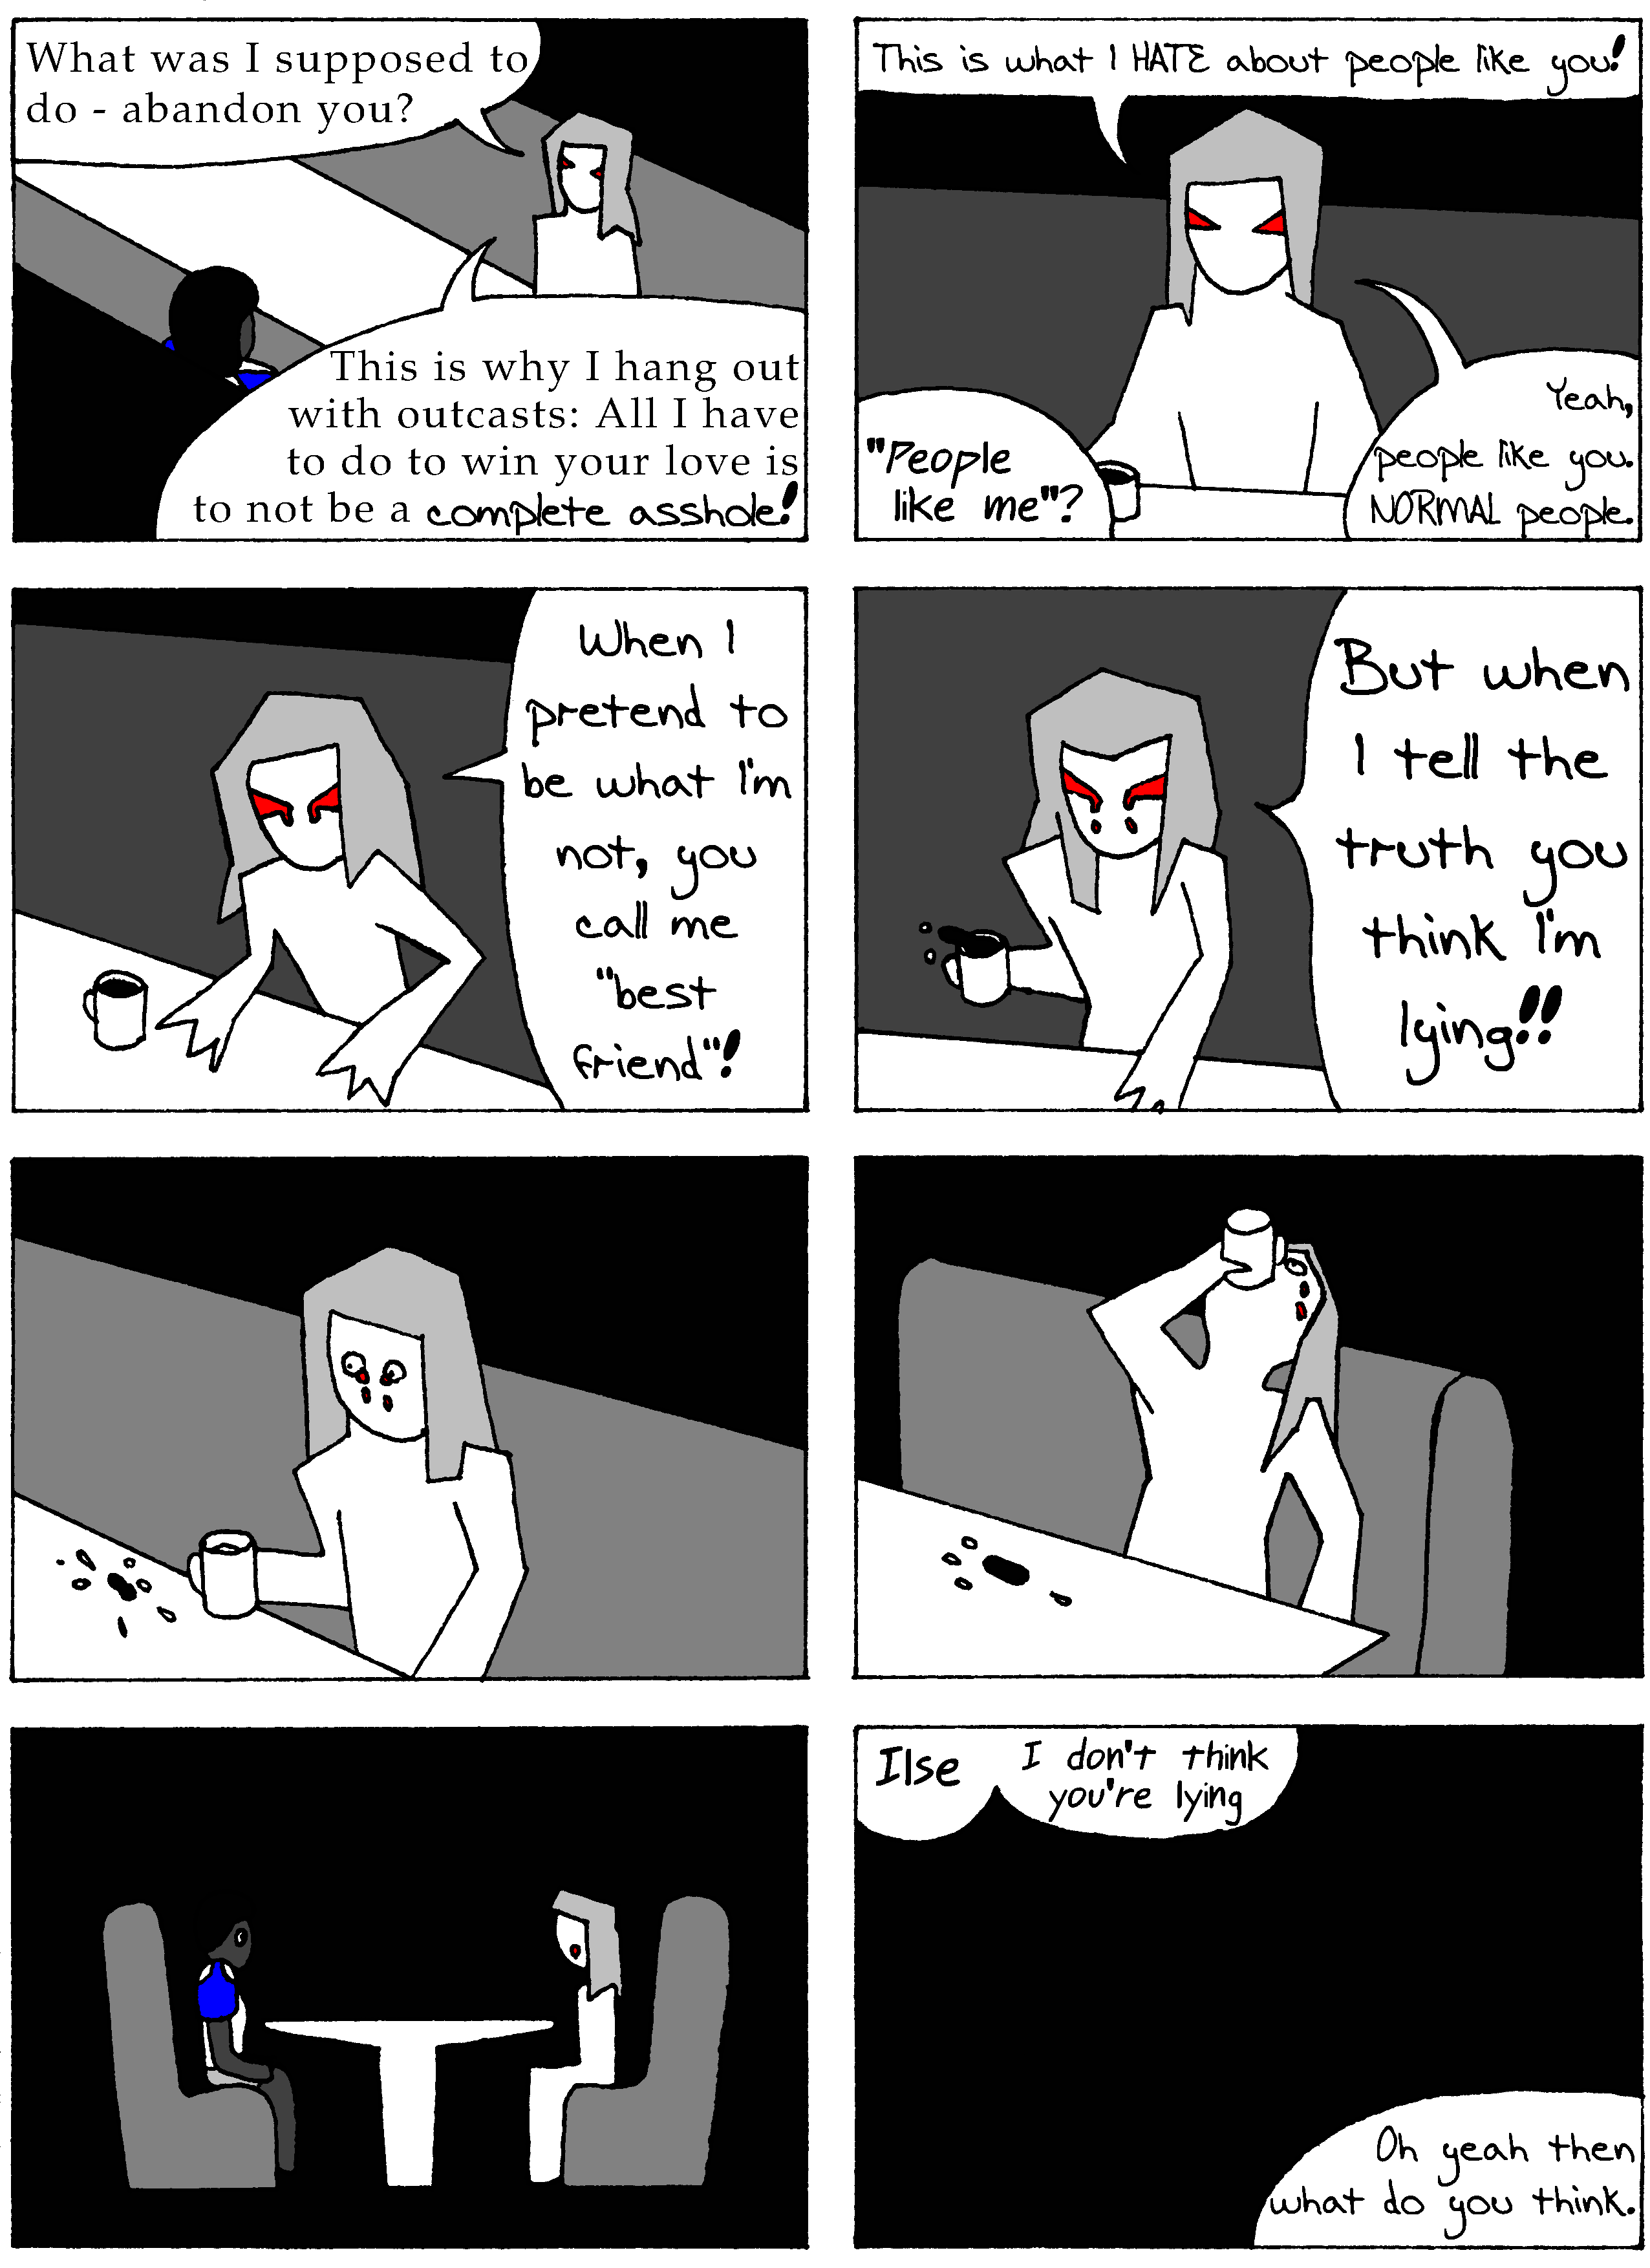 What was I supposed to
do - abandon you?
This is why I hang out
with outcasts: All I have
to do to win your love is
to not be a complete asshole!
This is what I HATE about people like you!
"People
like me"?
Yeah,
people like you.
NORMAL people.
When I
pretend to
be what I'm
not, you
call me
"best
friend"!
But when
I tell the
truth you
think I'm
lying!!
Ilse
I don't think
you're lying
Oh yeah then
what do you think.